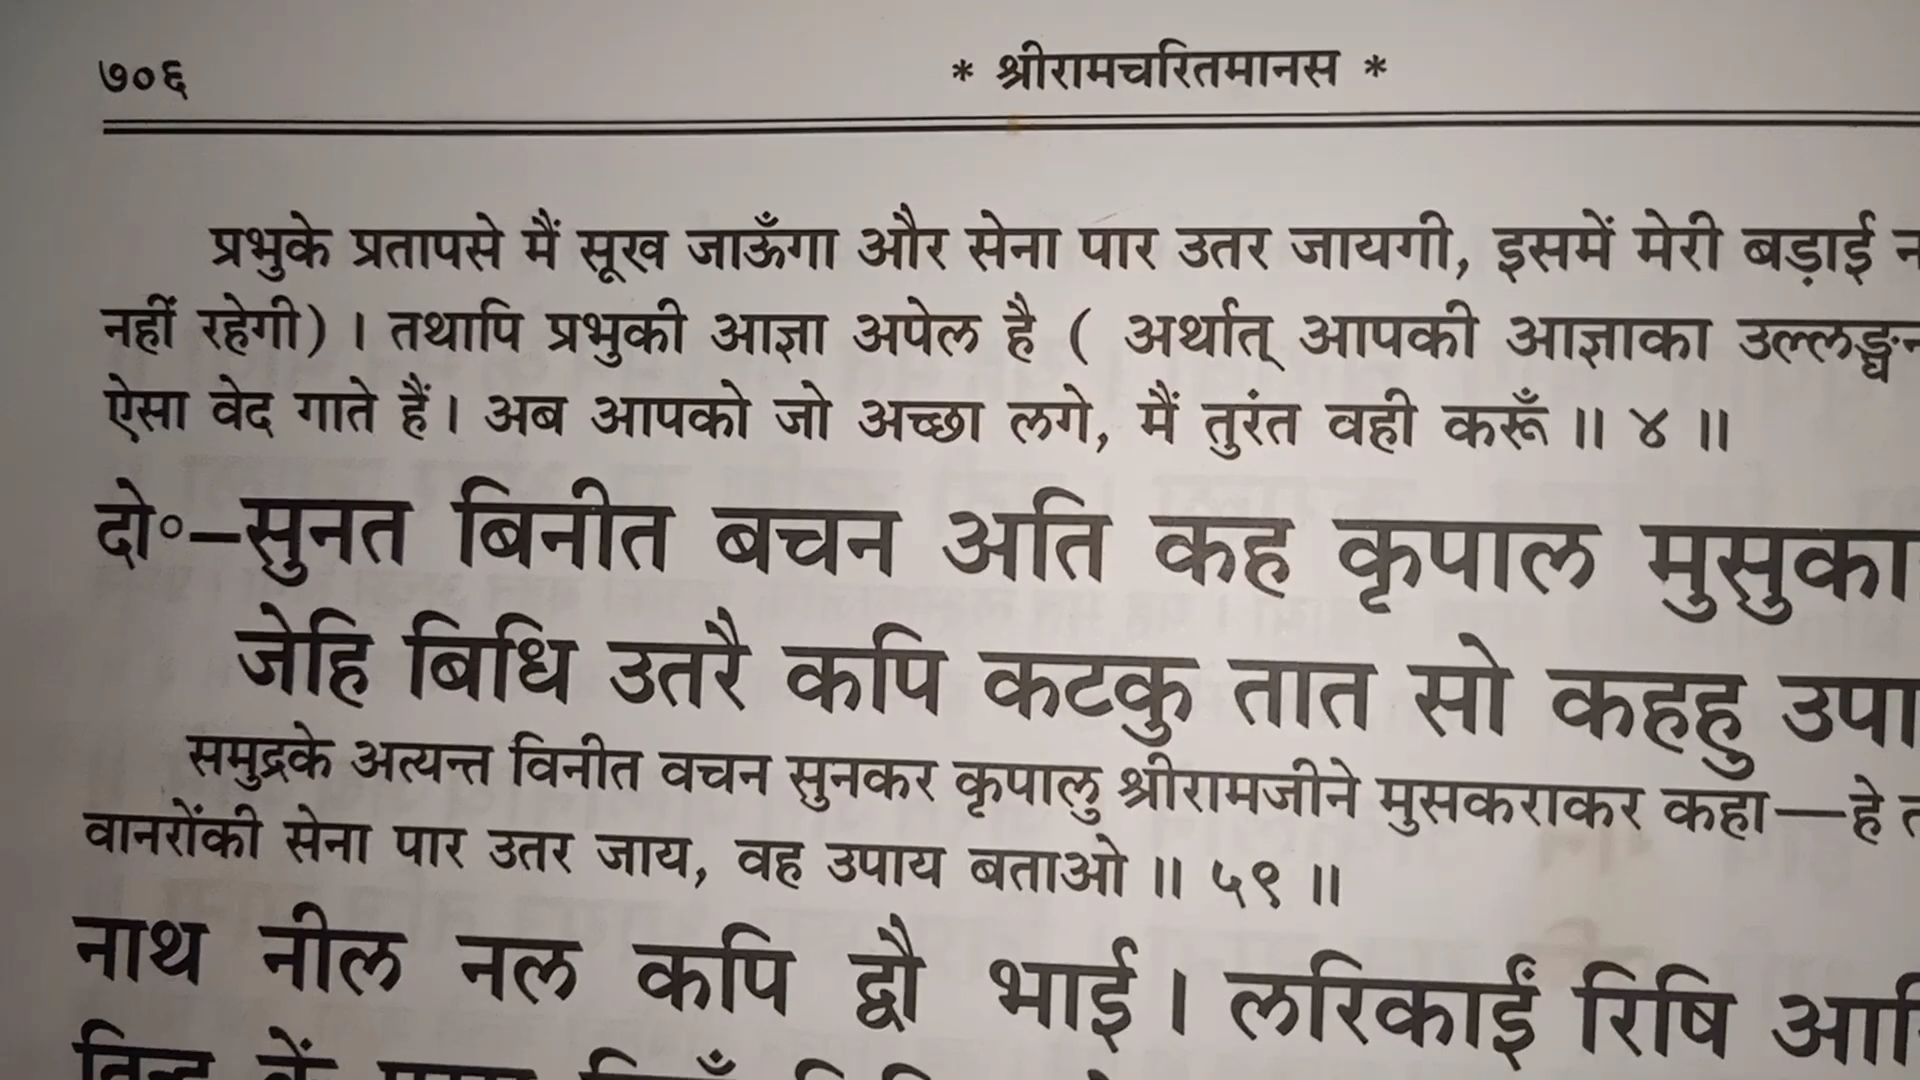 ७०६ * श्रीरामचरितमानस *
प्रभुके प्रतापसे मैं सूख जाऊँगा और सेना पार उतर जायगी, इसमें मेरी बड़ाई
नहीं रहेगी) । तथापि प्रभुकी आज्ञा अपेल है ( अर्थात् आपकी आज्ञाका
ऐसा वेद गाते हैं। अब आपको जो अच्छा लगे, मैं तुरंत वही करूँ ॥ ४ ॥
दो०–सुनत बिनीत बचन अति कह कृपाल
जेहि बिधि उतरै कपि कटकु तात सो कहहु
समुद्रके अत्यन्त विनीत वचन सुनकर कृपालु श्रीरामजीने मुसकराकर कहा—हे
वानरोंकी सेना पार उतर जाय, वह उपाय बताओ ॥ ५९ ॥
नाथ नील नल कपि द्वौ भाई। लरिकाईं रिषि